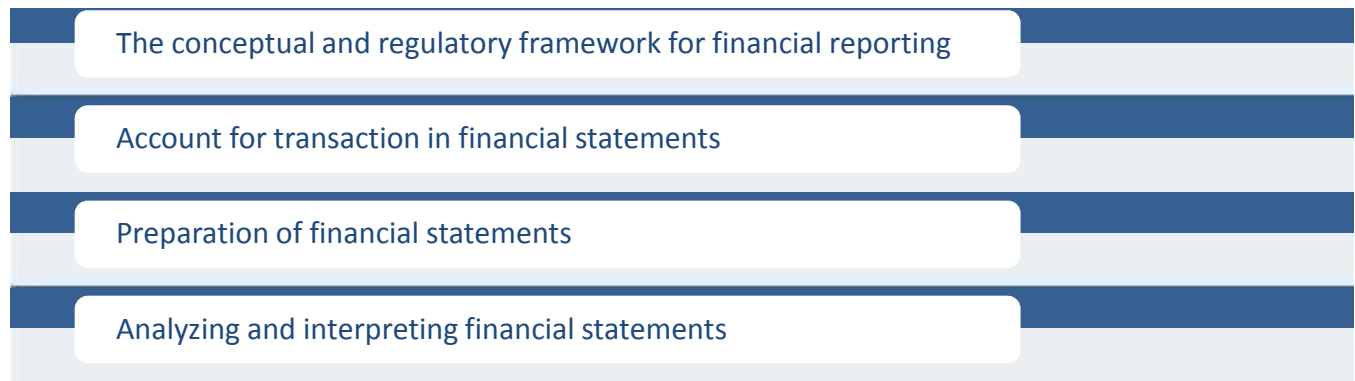 The conceptual and regulatory framework for financial reporting
Account for transaction in financial statements
Preparation of financial statements
Analyzing and interpreting financial statements